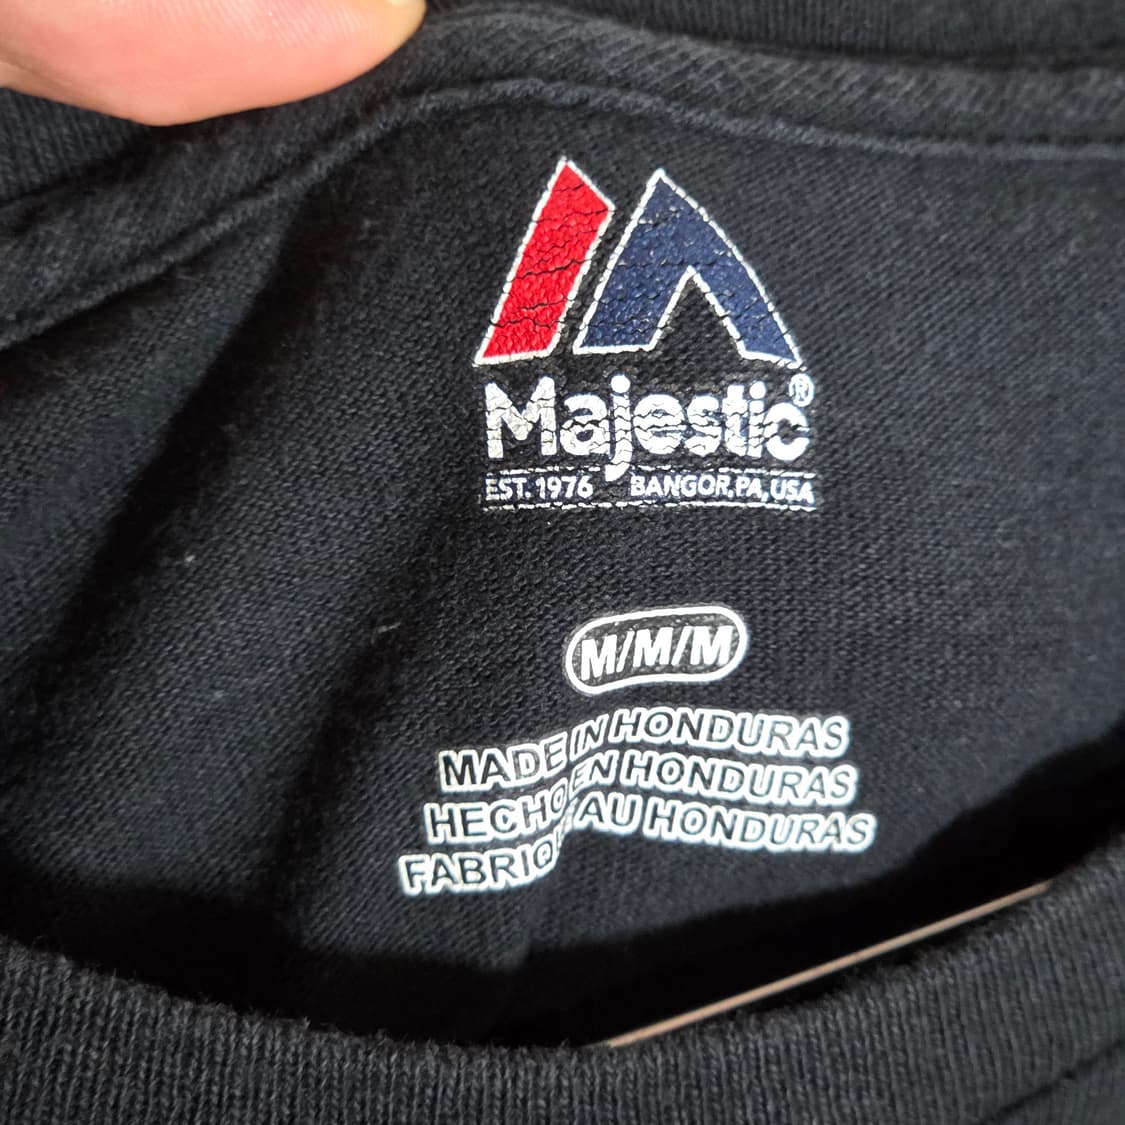 Majestic®
EST. 1976 BANGOR, PA, USA
M/M/M
MADE IN HONDURAS
HECHO EN HONDURAS
AU HONDURAS